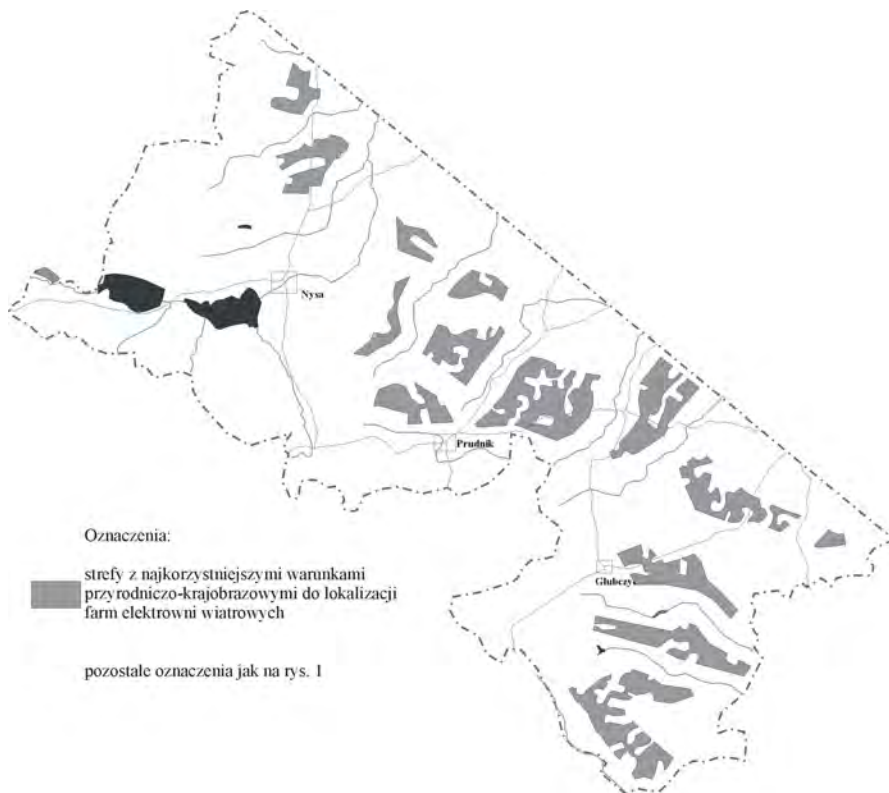 Nysa
Prudnik
Głubczyc
Oznaczenia:
strefy z najkorzystniejszymi warunkami
przyrodniczo-krajobrazowymi do lokalizacji
farm elektrowni wiatrowych
pozostałe oznaczenia jak na rys. 1